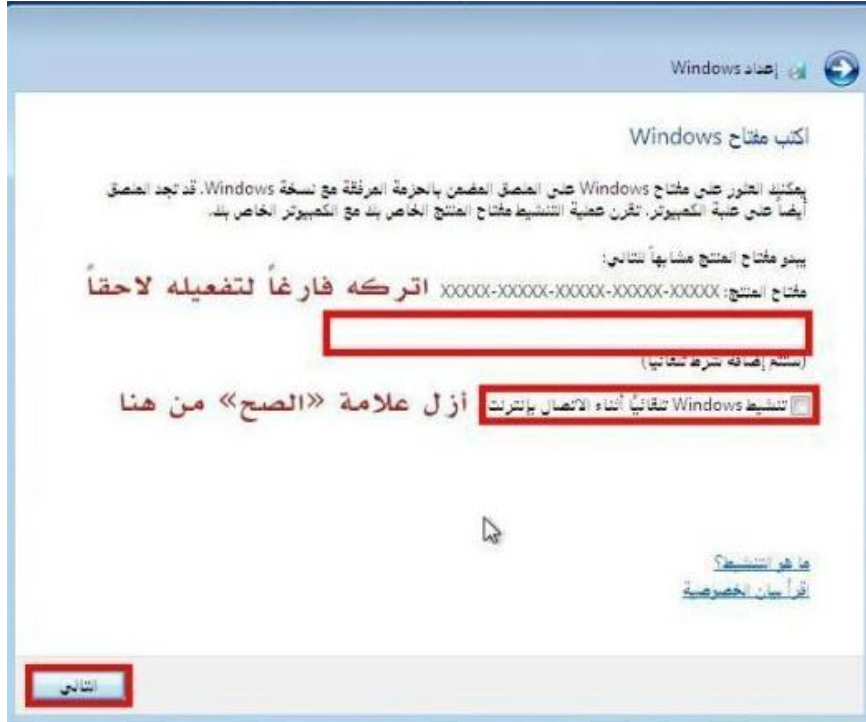 إعداد Windows
اكتب مفتاح Windows
يمكنك العثور على مفتاح Windows على الملصق المضمن بالحزمة المرفقة مع نسخة Windows. قد تجد الملصق
أيضاً على علبة الكمبيوتر. تقرن عملية التنشيط مفتاح المنتج الخاص بك مع الكمبيوتر الخاص بك.
يبدو مفتاح المنتج مشابهاً للتالي:
مفتاح المنتج: XXXXX-XXXXX-XXXXX-XXXXX-XXXXX اتركه فارغاً لتفعيله لاحقاً
(ستتم إضافة شرط تلقائياً)
تنشيط Windows تلقائيًا أثناء الاتصال بإنترنت أزل علامة «الصح» من هنا
ما هو التنشيط؟
اقرأ بيان الخصوصية
التالي